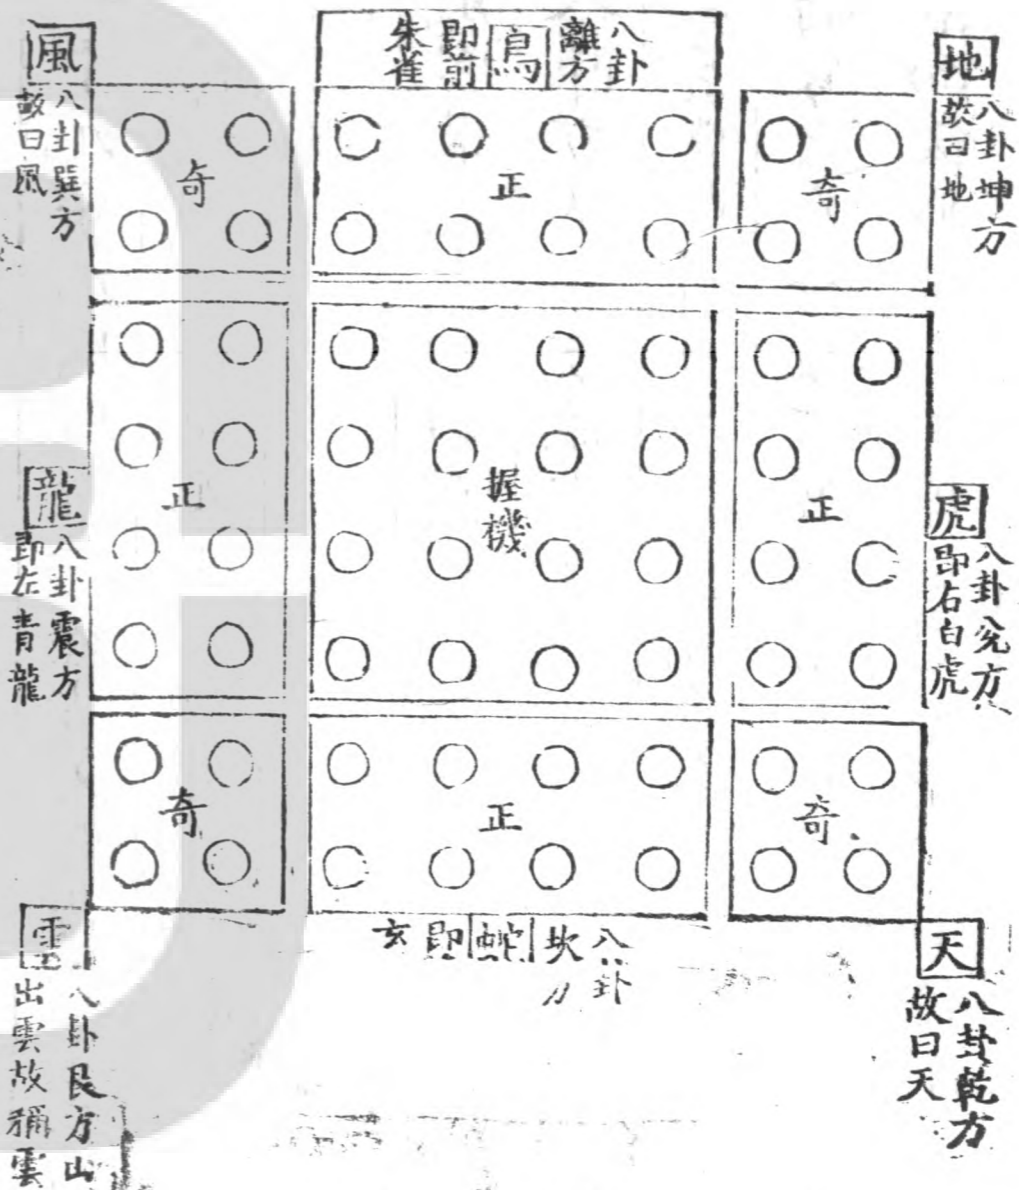 地
八卦坤方
故曰地
八卦
離方
鳥
即前
朱雀
風
八卦巽方
故曰風
奇
正
奇
虎
八卦兌方
即右白虎
正
握機
正
龍
八卦震方
即左青龍
奇
正
奇
天
八卦乾方
故曰天
八卦
坎方
蛇
即
玄
雲
八卦艮方山
出雲故稱雲